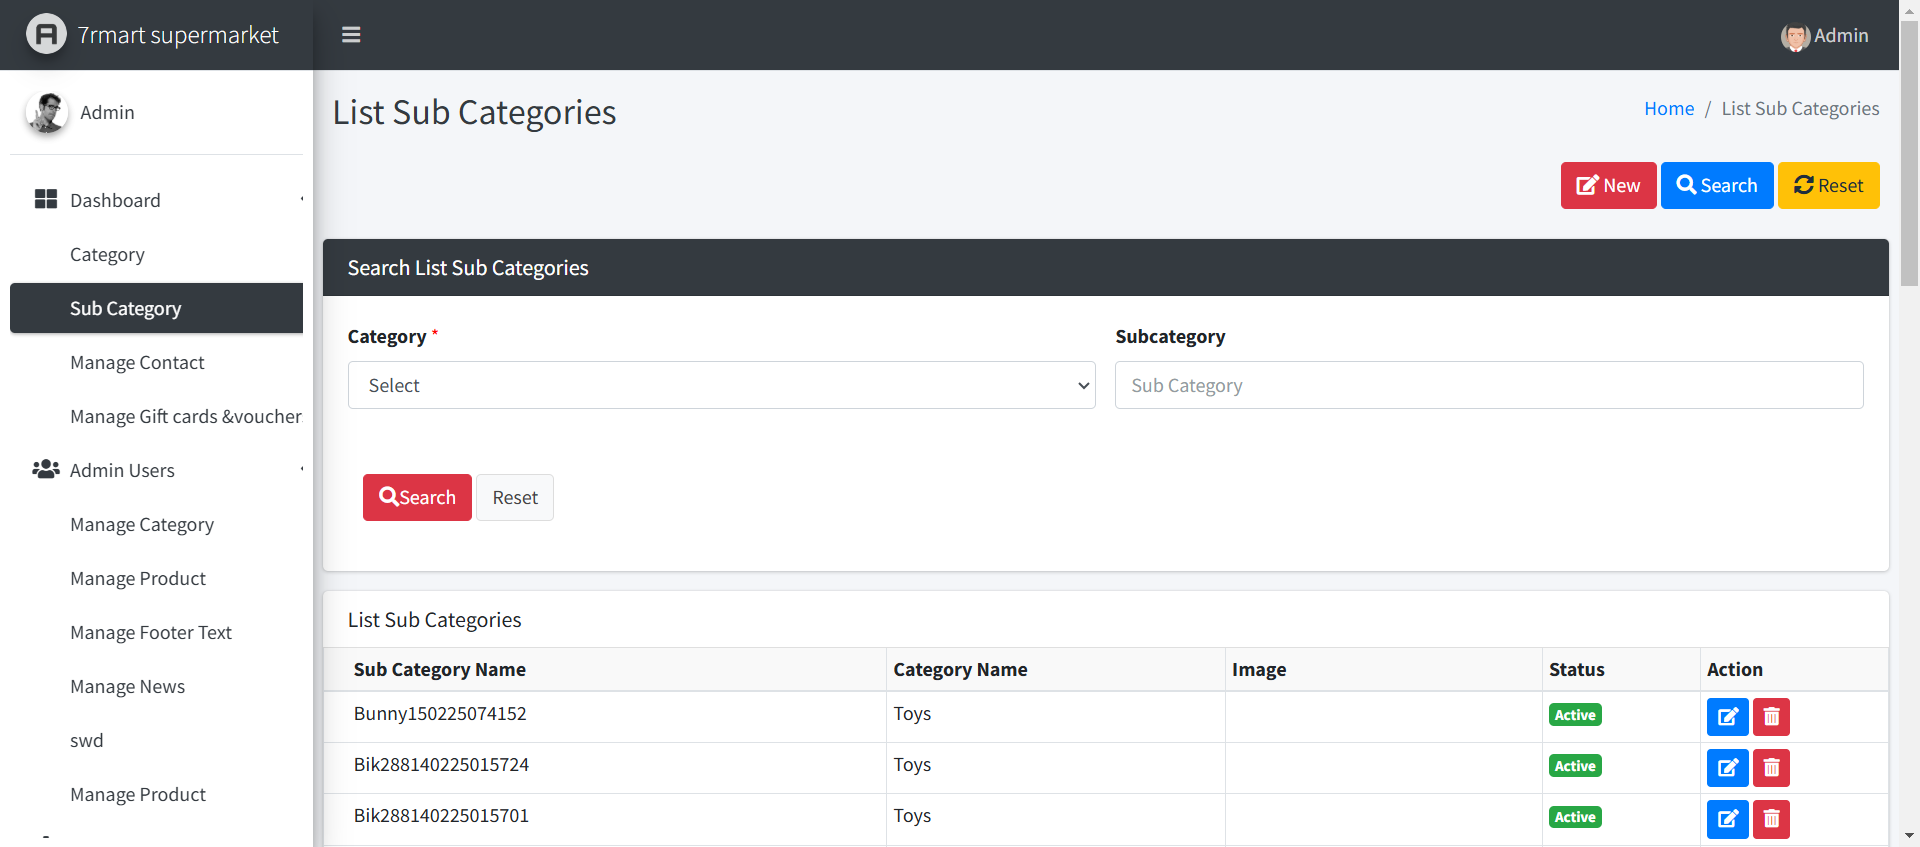 7rmart supermarket
Admin
Admin
List Sub Categories
Home / List Sub Categories
New Search Reset
Dashboard
Category
Sub Category
Manage Contact
Manage Gift cards &voucher
Admin Users
Manage Category
Manage Product
Manage Footer Text
Manage News
swd
Manage Product
Search List Sub Categories
Category * Subcategory
Select Sub Category
Search Reset
List Sub Categories
Sub Category Name Category Name Image Status Action
Bunny150225074152 Toys Active
Bik288140225015724 Toys Active
Bik288140225015701 Toys Active